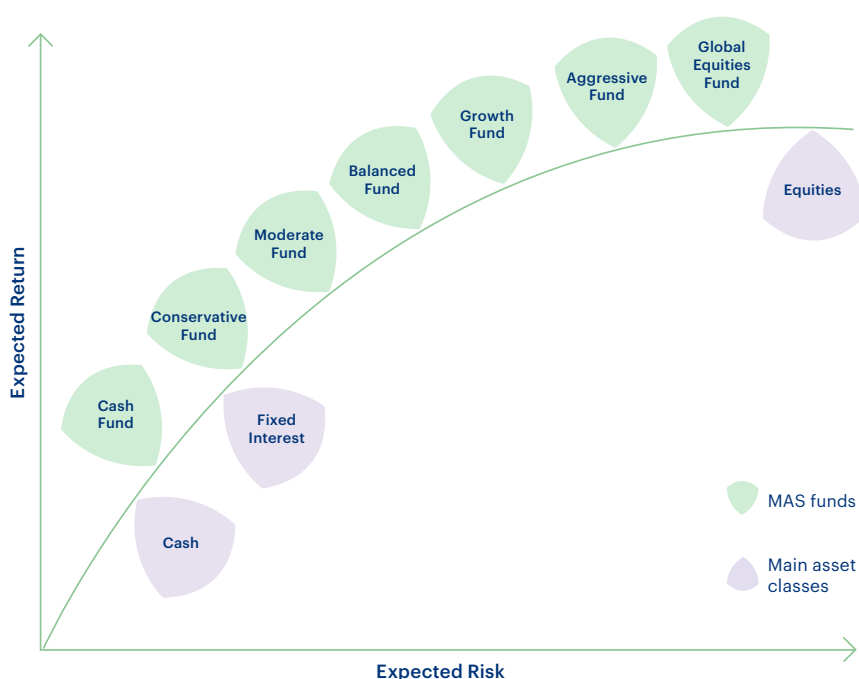 Global
Equities
Fund
Aggressive
Fund
Growth
Fund
Balanced
Fund
Equities
Moderate
Fund
Conservative
Fund
Cash
Fund
Fixed
Interest
Cash
Expected Return
MAS funds
Main asset
classes
Expected Risk